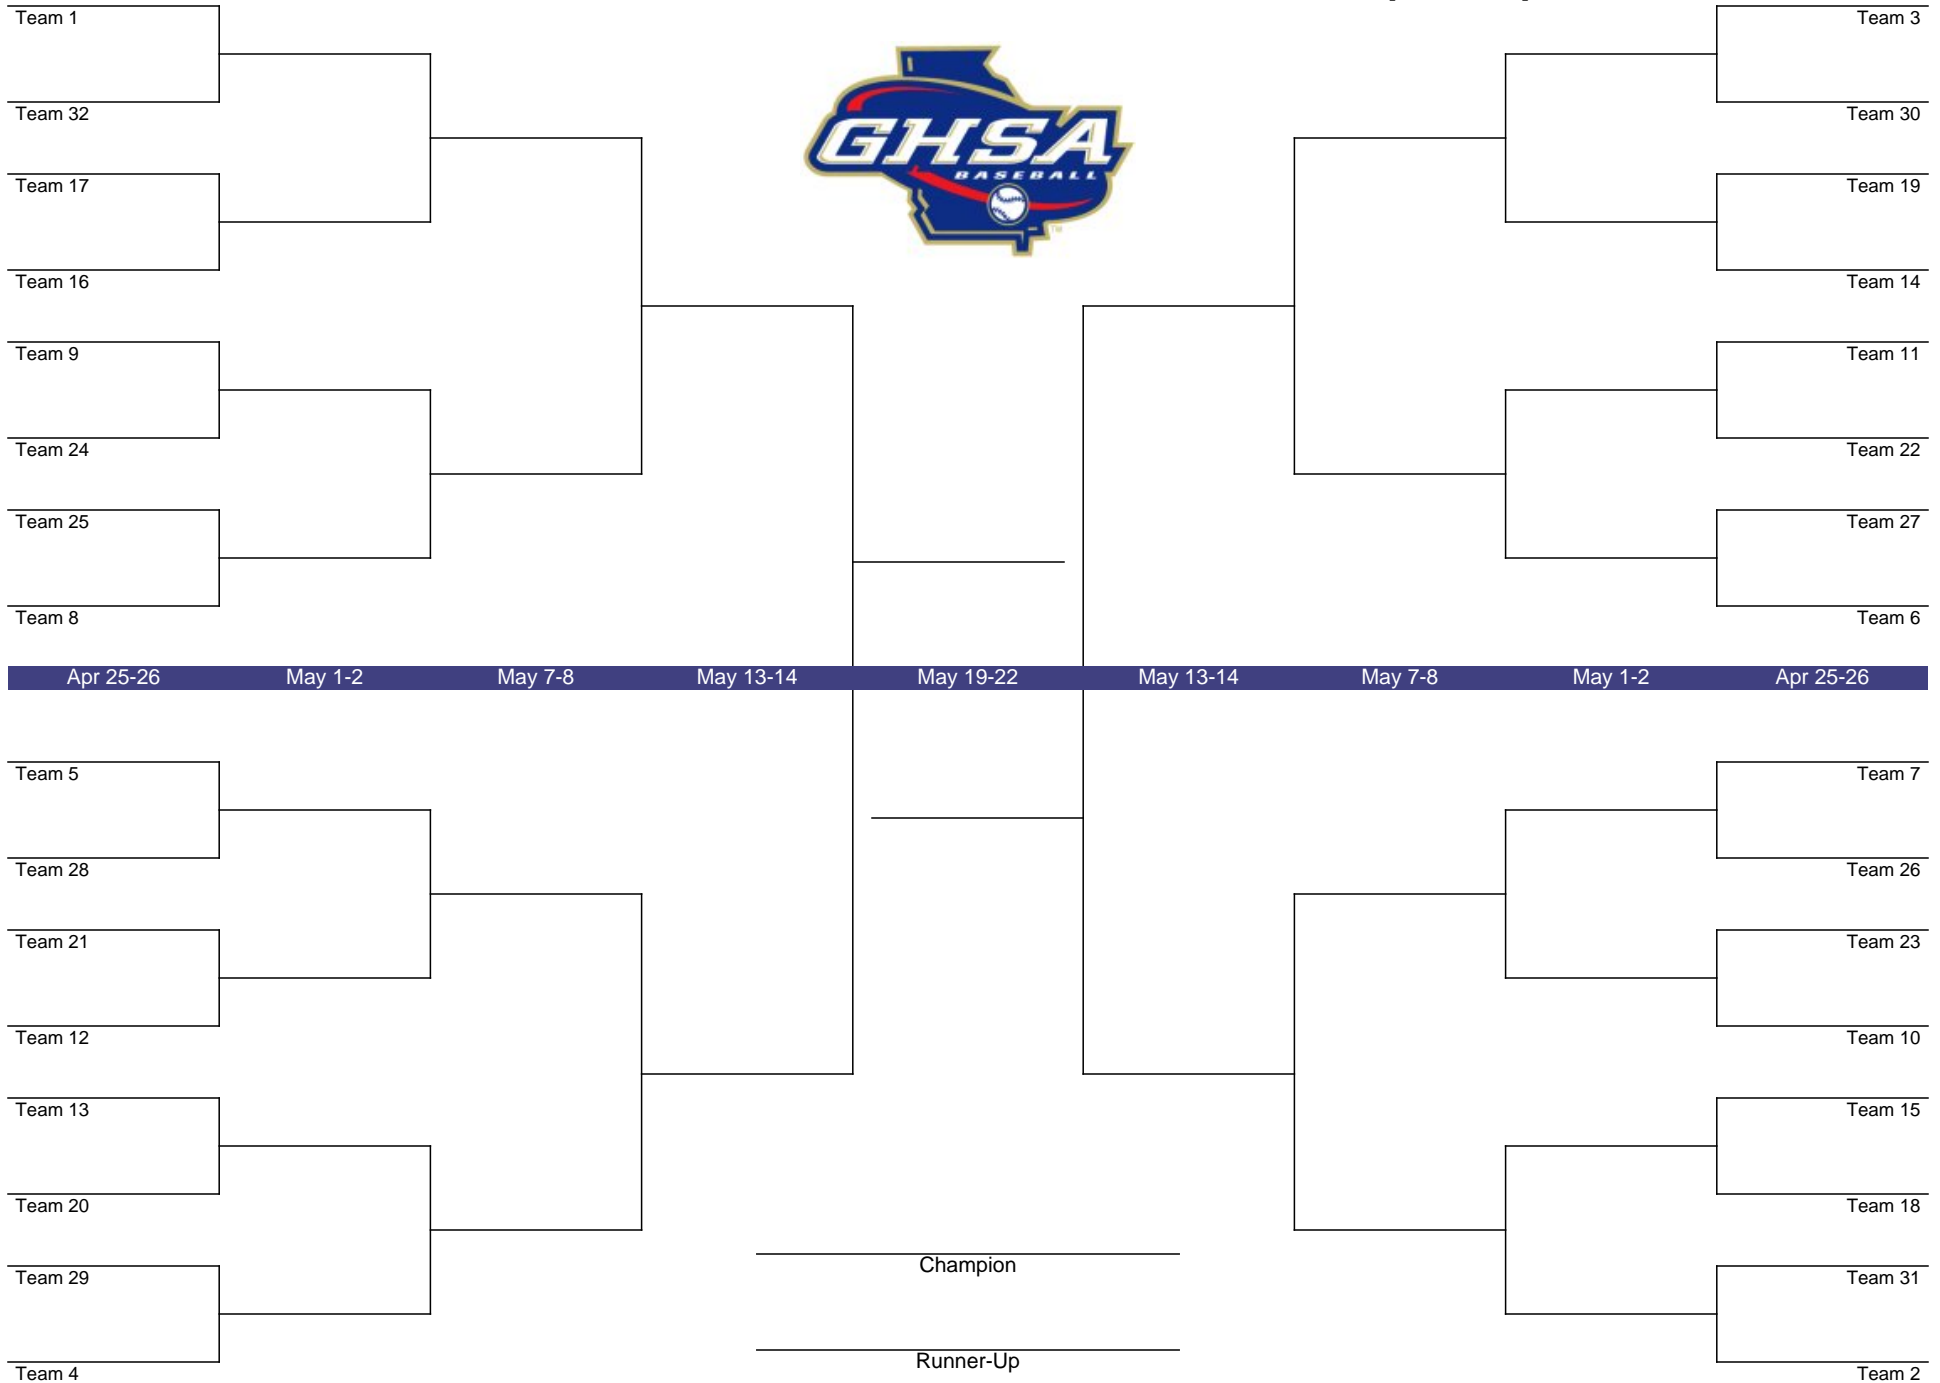 Team 1
Team 32
Team 17
Team 16
Team 9
Team 24
Team 25
Team 8
GHSA
BASEBALL
TM
Team 3
Team 30
Team 19
Team 14
Team 11
Team 22
Team 27
Team 6
Apr 25-26 May 1-2 May 7-8 May 13-14 May 19-22 May 13-14 May 7-8 May 1-2 Apr 25-26
Team 5
Team 28
Team 21
Team 12
Team 13
Team 20
Team 29
Team 4
Champion
Runner-Up
Team 7
Team 26
Team 23
Team 10
Team 15
Team 18
Team 31
Team 2